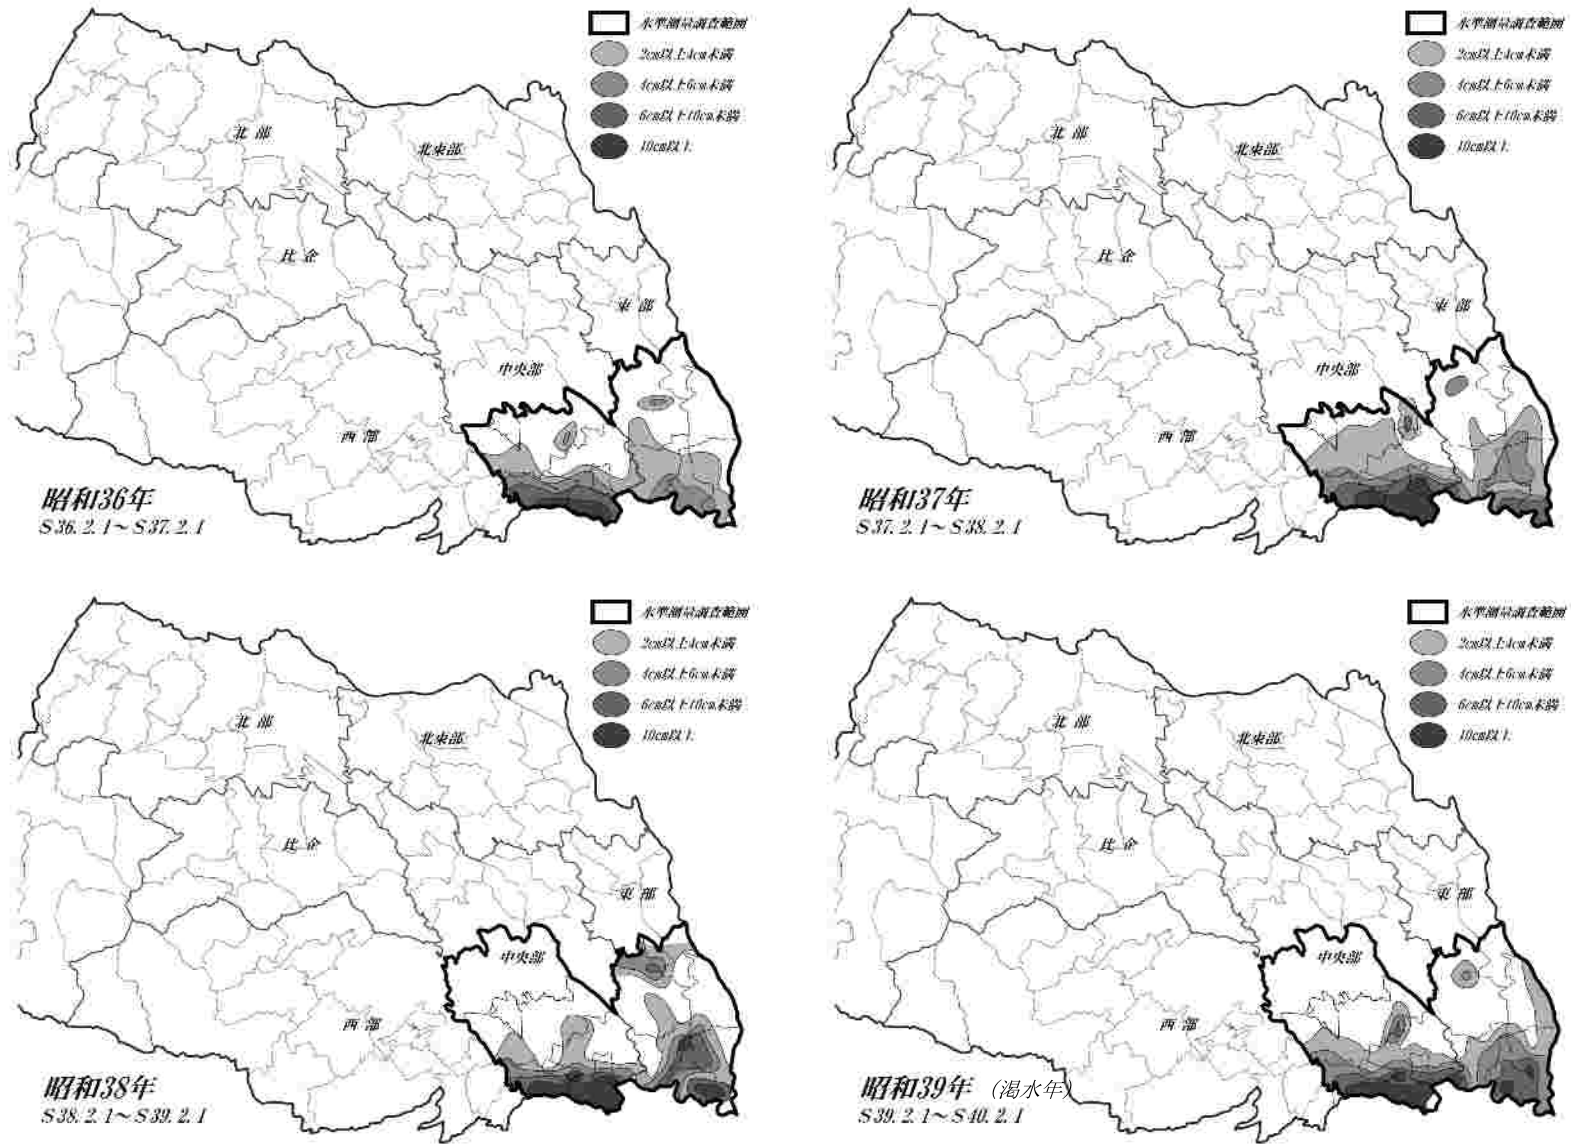 水準測量調査範囲
2cm以上4cm未満
4cm以上6cm未満
6cm以上10cm未満
10cm以上
北部
北東部
比企
東部
中央部
西部
昭和36年
S36.2.1～S37.2.1
水準測量調査範囲
2cm以上4cm未満
4cm以上6cm未満
6cm以上10cm未満
10cm以上
北部
北東部
比企
東部
中央部
西部
昭和37年
S37.2.1～S38.2.1
水準測量調査範囲
2cm以上4cm未満
4cm以上6cm未満
6cm以上10cm未満
10cm以上
北部
北東部
比企
東部
中央部
西部
昭和38年
S38.2.1～S39.2.1
水準測量調査範囲
2cm以上4cm未満
4cm以上6cm未満
6cm以上10cm未満
10cm以上
北部
北東部
比企
東部
中央部
西部
昭和39年 (渇水年)
S39.2.1～S40.2.1